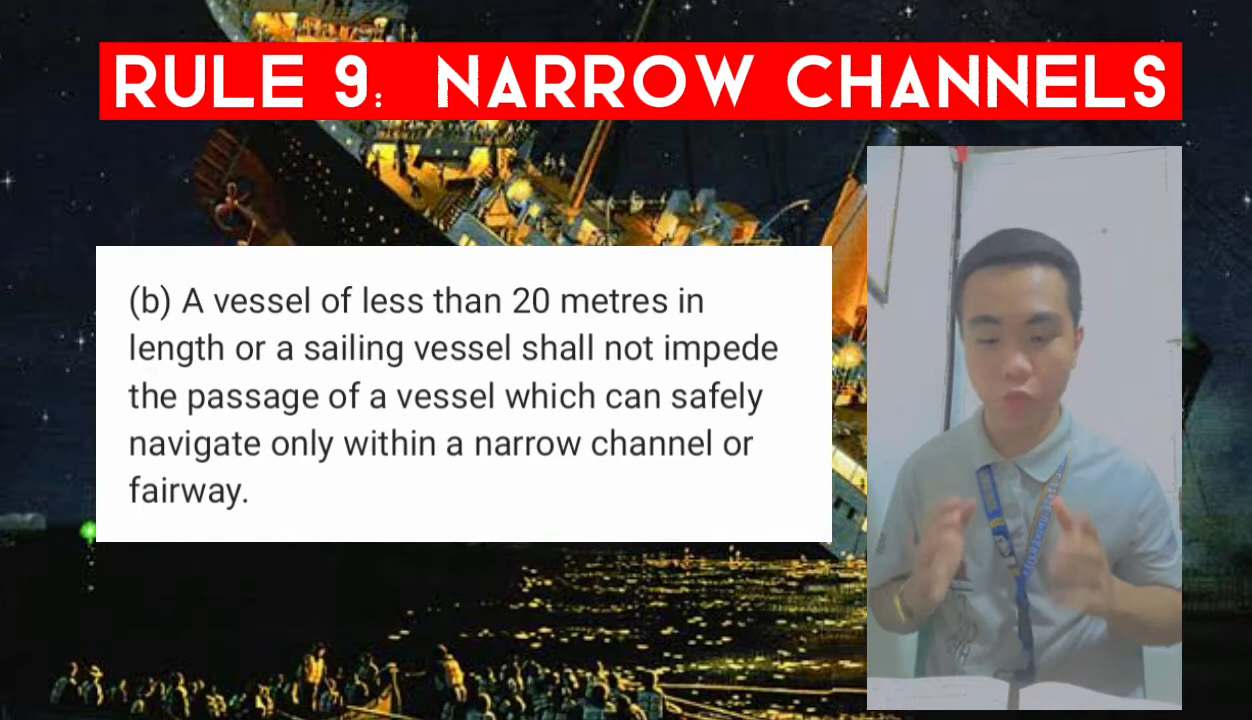 RULE 9: NARROW CHANNELS
(b) A vessel of less than 20 metres in
length or a sailing vessel shall not impede
the passage of a vessel which can safely
navigate only within a narrow channel or
fairway.